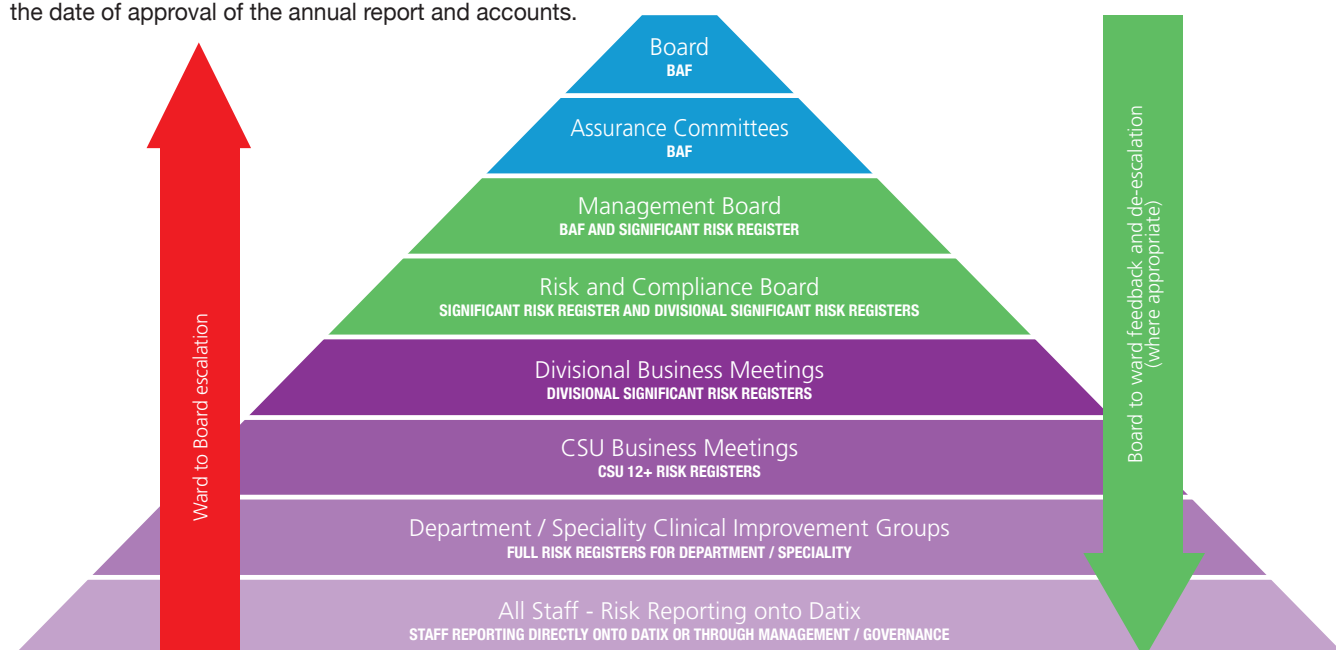 the date of approval of the annual report and accounts.
Board
BAF
Assurance Committees
BAF
Management Board
BAF AND SIGNIFICANT RISK REGISTER
Risk and Compliance Board
SIGNIFICANT RISK REGISTER AND DIVISIONAL SIGNIFICANT RISK REGISTERS
Divisional Business Meetings
DIVISIONAL SIGNIFICANT RISK REGISTERS
CSU Business Meetings
CSU 12+ RISK REGISTERS
Department / Speciality Clinical Improvement Groups
FULL RISK REGISTERS FOR DEPARTMENT / SPECIALITY
All Staff - Risk Reporting onto Datix
STAFF REPORTING DIRECTLY ONTO DATIX OR THROUGH MANAGEMENT / GOVERNANCE
Ward to Board escalation
Board to ward feedback and de-escalation
(where appropriate)